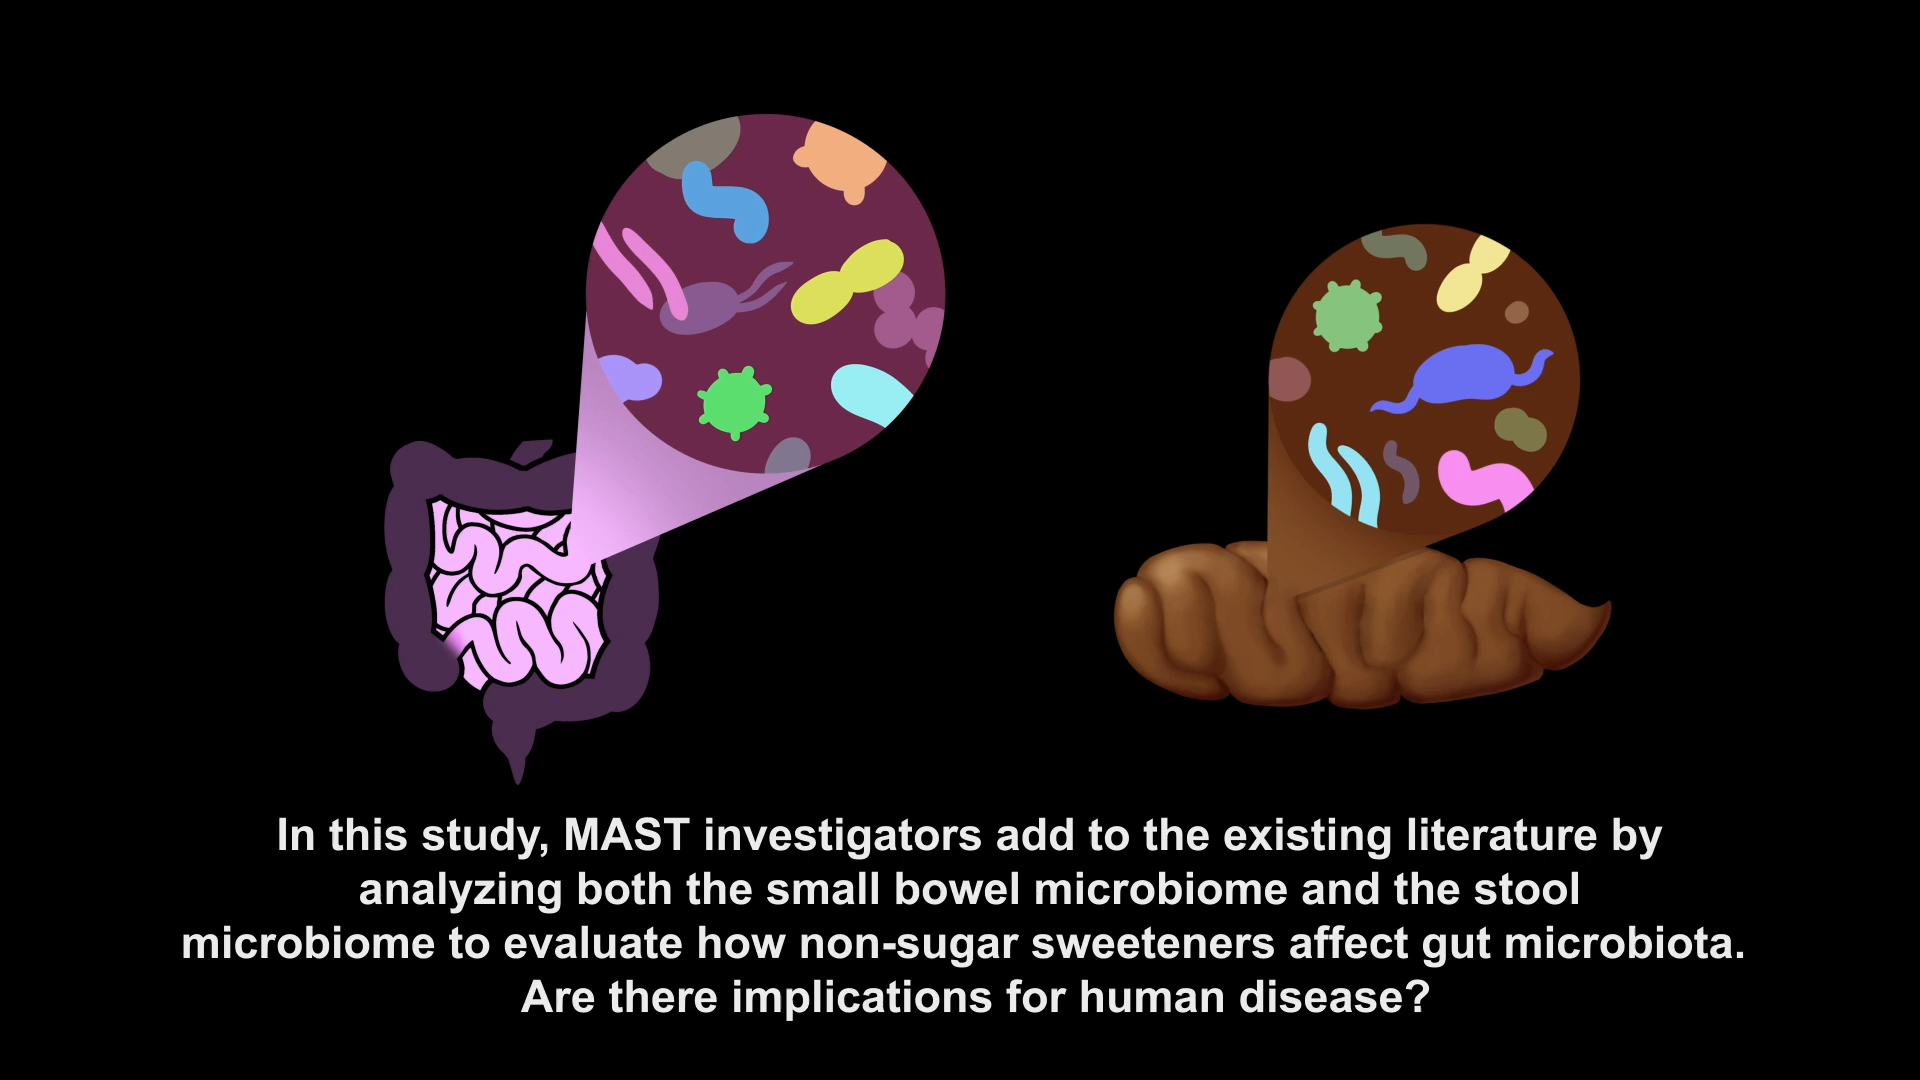 In this study, MAST investigators add to the existing literature by
analyzing both the small bowel microbiome and the stool
microbiome to evaluate how non-sugar sweeteners affect gut microbiota.
Are there implications for human disease?